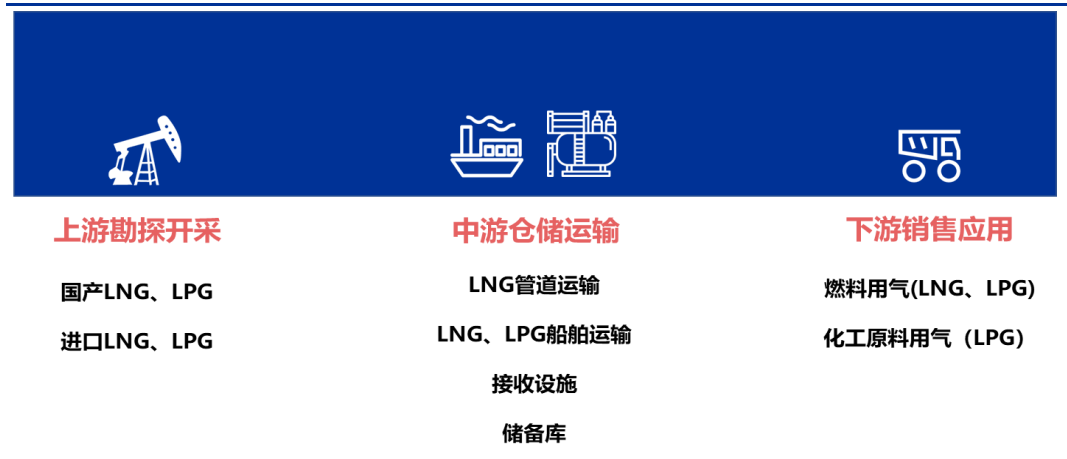 上游勘探开采
国产LNG、LPG
进口LNG、LPG
中游仓储运输
LNG管道运输
LNG、LPG船舶运输
接收设施
储备库
下游销售应用
燃料用气(LNG、LPG)
化工原料用气（LPG）